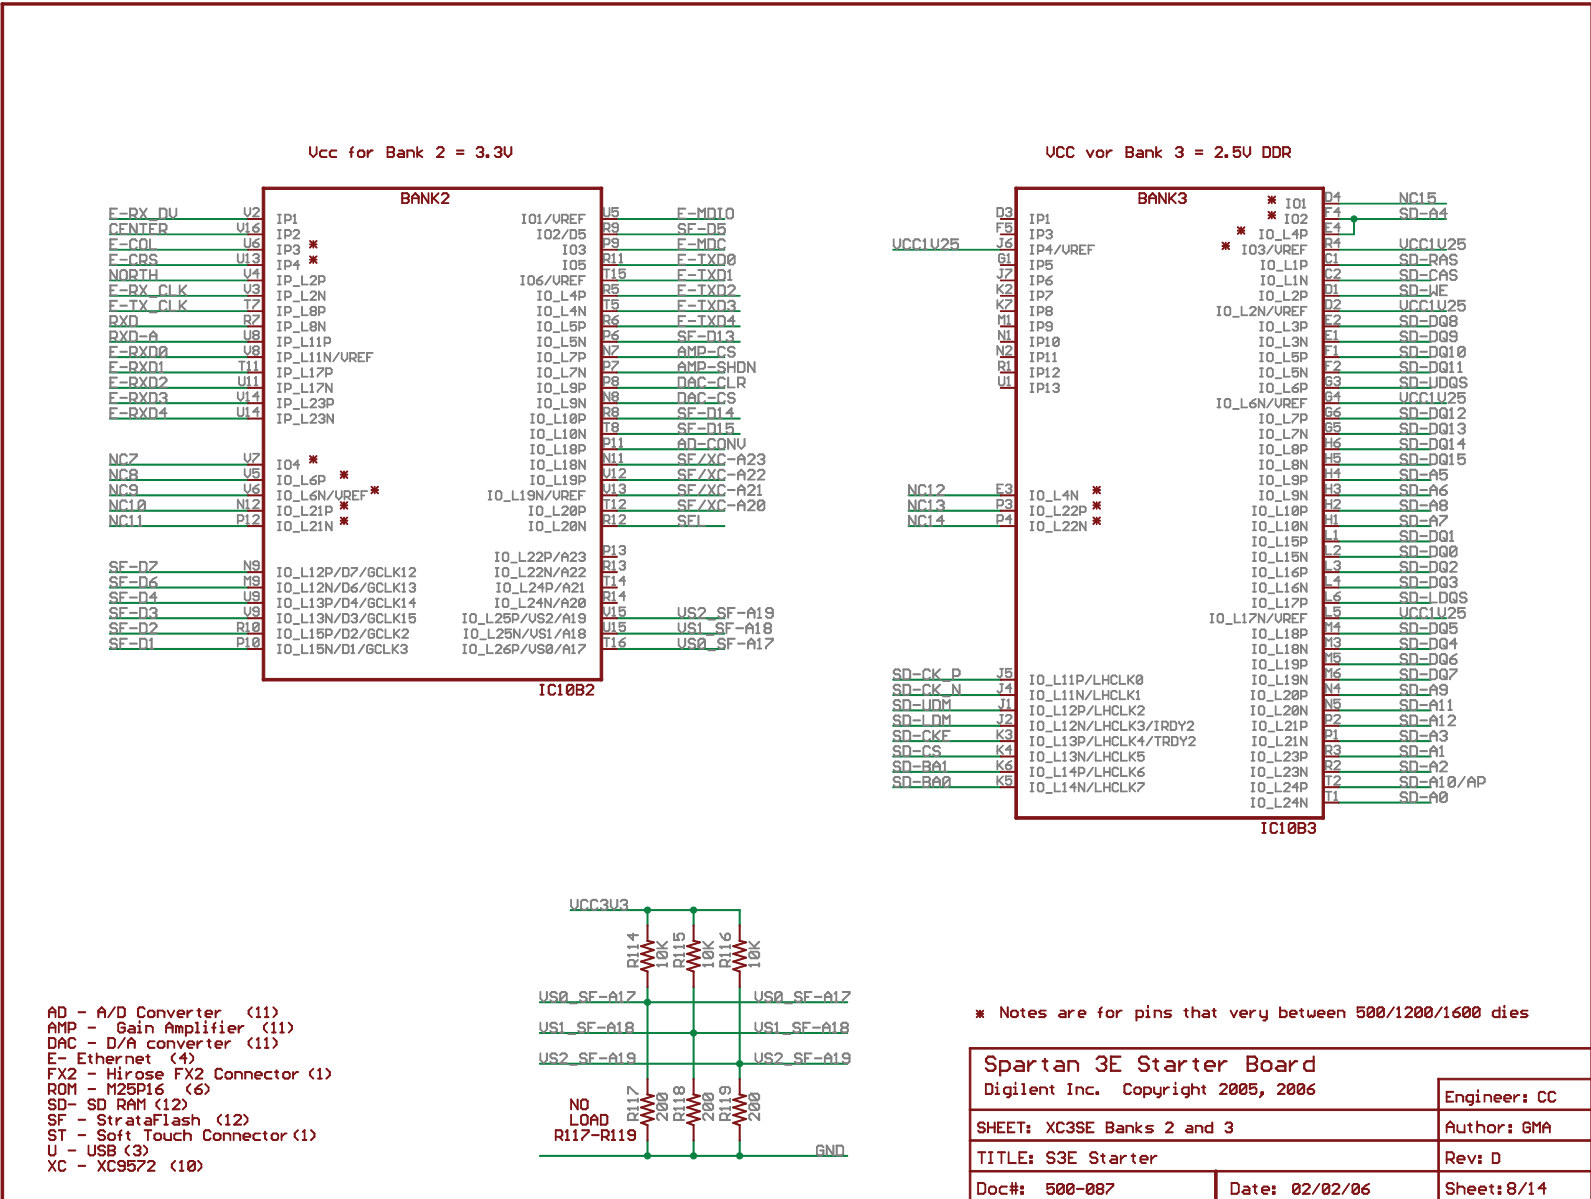 Vcc for Bank 2 = 3.3V
BANK2
E-RX_DV V2 IP1
CENTER V16 IP2
E-COL U6 IP3 *
E-CRS U13 IP4 *
NORTH V4 IP_L2P
E-RX_CLK V3 IP_L2N
E-TX_CLK T7 IP_L8P
RXD R7 IP_L8N
RXD-A U8 IP_L11P
E-RXD0 V8 IP_L11N/VREF
E-RXD1 T11 IP_L17P
E-RXD2 U11 IP_L17N
E-RXD3 V14 IP_L23P
E-RXD4 U14 IP_L23N
NC7 V7 IO4 *
NC8 V5 IO_L6P *
NC9 V6 IO_L6N/VREF *
NC10 N12 IO_L21P *
NC11 P12 IO_L21N *
SF-D7 N9 IO_L12P/D7/GCLK12
SF-D6 M9 IO_L12N/D6/GCLK13
SF-D4 U9 IO_L13P/D4/GCLK14
SF-D3 V9 IO_L13N/D3/GCLK15
SF-D2 R10 IO_L15P/D2/GCLK2
SF-D1 P10 IO_L15N/D1/GCLK3
IO1/VREF U5 E-MDIO
IO2/D5 R9 SF-D5
IO3 P9 E-MDC
IO5 R11 E-TXD0
IO6/VREF T15 E-TXD1
IO_L4P R5 E-TXD2
IO_L4N T5 E-TXD3
IO_L5P R6 E-TXD4
IO_L5N P6 SF-D13
IO_L7P N7 AMP-CS
IO_L7N P7 AMP-SHDN
IO_L9P P8 DAC-CLR
IO_L9N N8 DAC-CS
IO_L10P R8 SF-D14
IO_L10N T8 SF-D15
IO_L18P P11 AD-CONV
IO_L18N N11 SF/XC-A23
IO_L19P V12 SF/XC-A22
IO_L19N/VREF V13 SF/XC-A21
IO_L20P T12 SF/XC-A20
IO_L20N R12 SF1
IO_L22P/A23 P13
IO_L22N/A22 R13
IO_L24P/A21 T14
IO_L24N/A20 R14
IO_L25P/VS2/A19 V15 VS2_SF-A19
IO_L25N/VS1/A18 U15 VS1_SF-A18
IO_L26P/VS0/A17 T16 VS0_SF-A17
IC10B2
VCC vor Bank 3 = 2.5V DDR
BANK3
D3 IP1
F5 IP3
VCC1V25 J6 IP4/VREF
G1 IP5
J7 IP6
K2 IP7
K7 IP8
M1 IP9
N1 IP10
N2 IP11
R1 IP12
U1 IP13
NC12 E3 IO_L4N *
NC13 P3 IO_L22P *
NC14 P4 IO_L22N *
SD-CK_P J5 IO_L11P/LHCLK0
SD-CK_N J4 IO_L11N/LHCLK1
SD-UDM J1 IO_L12P/LHCLK2
SD-LDM J2 IO_L12N/LHCLK3/IRDY2
SD-CKE K3 IO_L13P/LHCLK4/TRDY2
SD-CS K4 IO_L13N/LHCLK5
SD-BA1 K6 IO_L14P/LHCLK6
SD-BA0 K5 IO_L14N/LHCLK7
* IO1 D4 NC15
* IO2 F4 SD-A4
* IO_L4P E4
* IO3/VREF R4 VCC1V25
IO_L1P C1 SD-RAS
IO_L1N C2 SD-CAS
IO_L2P D1 SD-WE
IO_L2N/VREF D2 VCC1V25
IO_L3P E2 SD-DQ8
IO_L3N E1 SD-DQ9
IO_L5P F1 SD-DQ10
IO_L5N F2 SD-DQ11
IO_L6P G3 SD-UDQS
IO_L6N/VREF G4 VCC1V25
IO_L7P G6 SD-DQ12
IO_L7N G5 SD-DQ13
IO_L8P H6 SD-DQ14
IO_L8N H5 SD-DQ15
IO_L9P H4 SD-A5
IO_L9N H3 SD-A6
IO_L10P H2 SD-A8
IO_L10N H1 SD-A7
IO_L15P L1 SD-DQ1
IO_L15N L2 SD-DQ0
IO_L16P L3 SD-DQ2
IO_L16N L4 SD-DQ3
IO_L17P L6 SD-LDQS
IO_L17N/VREF L5 VCC1V25
IO_L18P M4 SD-DQ5
IO_L18N M3 SD-DQ4
IO_L19P M5 SD-DQ6
IO_L19N M6 SD-DQ7
IO_L20P N4 SD-A9
IO_L20N N5 SD-A11
IO_L21P P2 SD-A12
IO_L21N P1 SD-A3
IO_L23P R3 SD-A1
IO_L23N R2 SD-A2
IO_L24P T2 SD-A10/AP
IO_L24N T1 SD-A0
IC10B3
VCC3V3
R114 10K R115 10K R116 10K
VS0_SF-A17 VS0_SF-A17
VS1_SF-A18 VS1_SF-A18
VS2_SF-A19 VS2_SF-A19
R117 200 R118 200 R119 200
NO
LOAD
R117-R119
GND
AD - A/D Converter (11)
AMP - Gain Amplifier (11)
DAC - D/A converter (11)
E- Ethernet (4)
FX2 - Hirose FX2 Connector (1)
ROM - M25P16 (6)
SD- SD RAM (12)
SF - StrataFlash (12)
ST - Soft Touch Connector (1)
U - USB (3)
XC - XC9572 (10)
* Notes are for pins that very between 500/1200/1600 dies
Spartan 3E Starter Board
Digilent Inc. Copyright 2005, 2006
Engineer: CC
SHEET: XC3SE Banks 2 and 3
Author: GMA
TITLE: S3E Starter
Rev: D
Doc#: 500-087
Date: 02/02/06
Sheet: 8/14